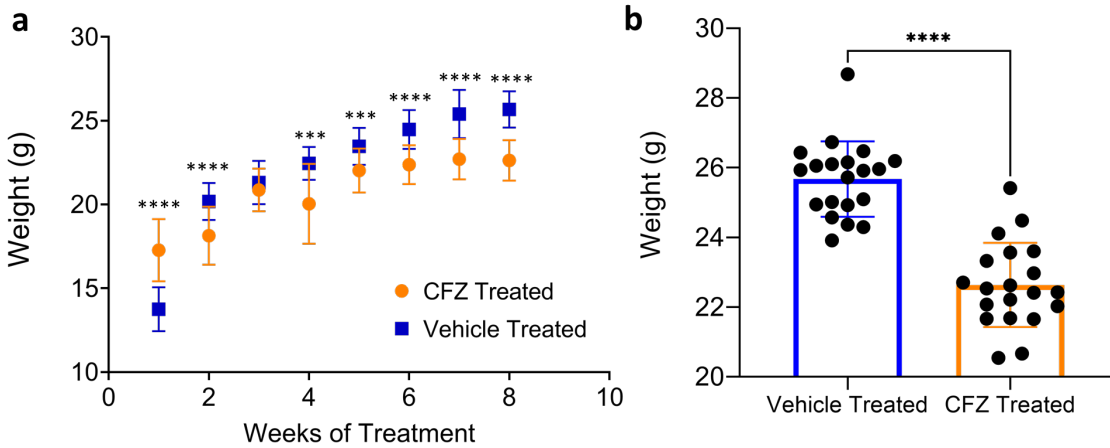 a
30
25
20
15
10
Weight (g)
****
****
***
***
****
****
****
CFZ Treated
Vehicle Treated
0
2
4
6
8
10
Weeks of Treatment
b
30
28
26
24
22
20
Weight (g)
****
Vehicle Treated
CFZ Treated